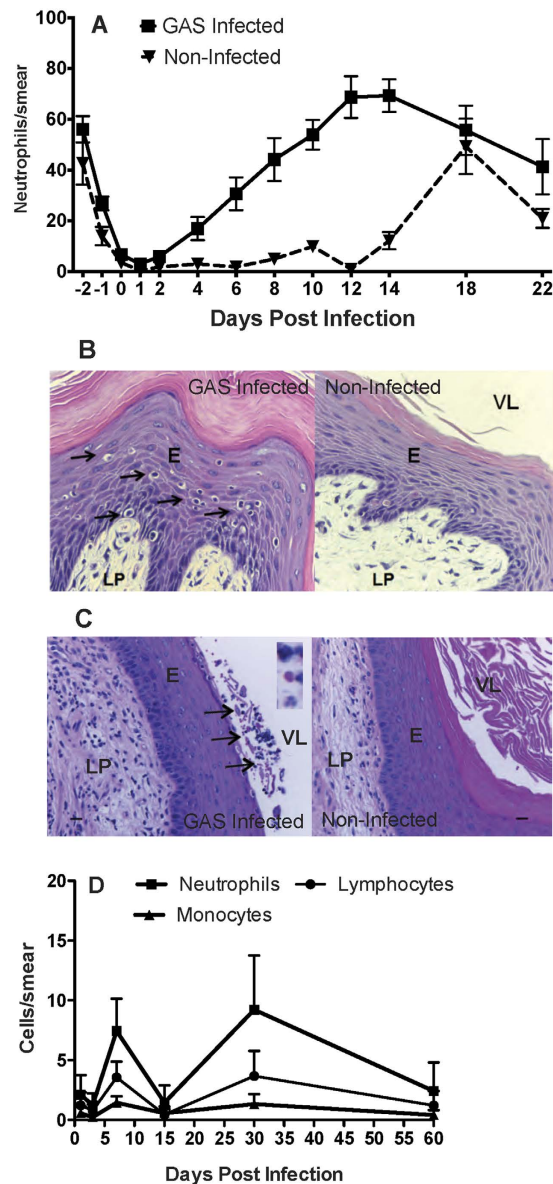 A
GAS Infected
Non-Infected
Neutrophils/smear
100
80
60
40
20
0
-2 -1 0 1 2 4 6 8 10 12 14 18 22
Days Post Infection
B
GAS Infected
E
LP
Non-Infected
VL
E
LP
C
E
VL
LP
GAS Infected
VL
E
LP
Non-Infected
D
Neutrophils
Lymphocytes
Monocytes
Cells/smear
20
15
10
5
0
0 5 10 15 20 25 30 35 40 45 50 55 60
Days Post Infection